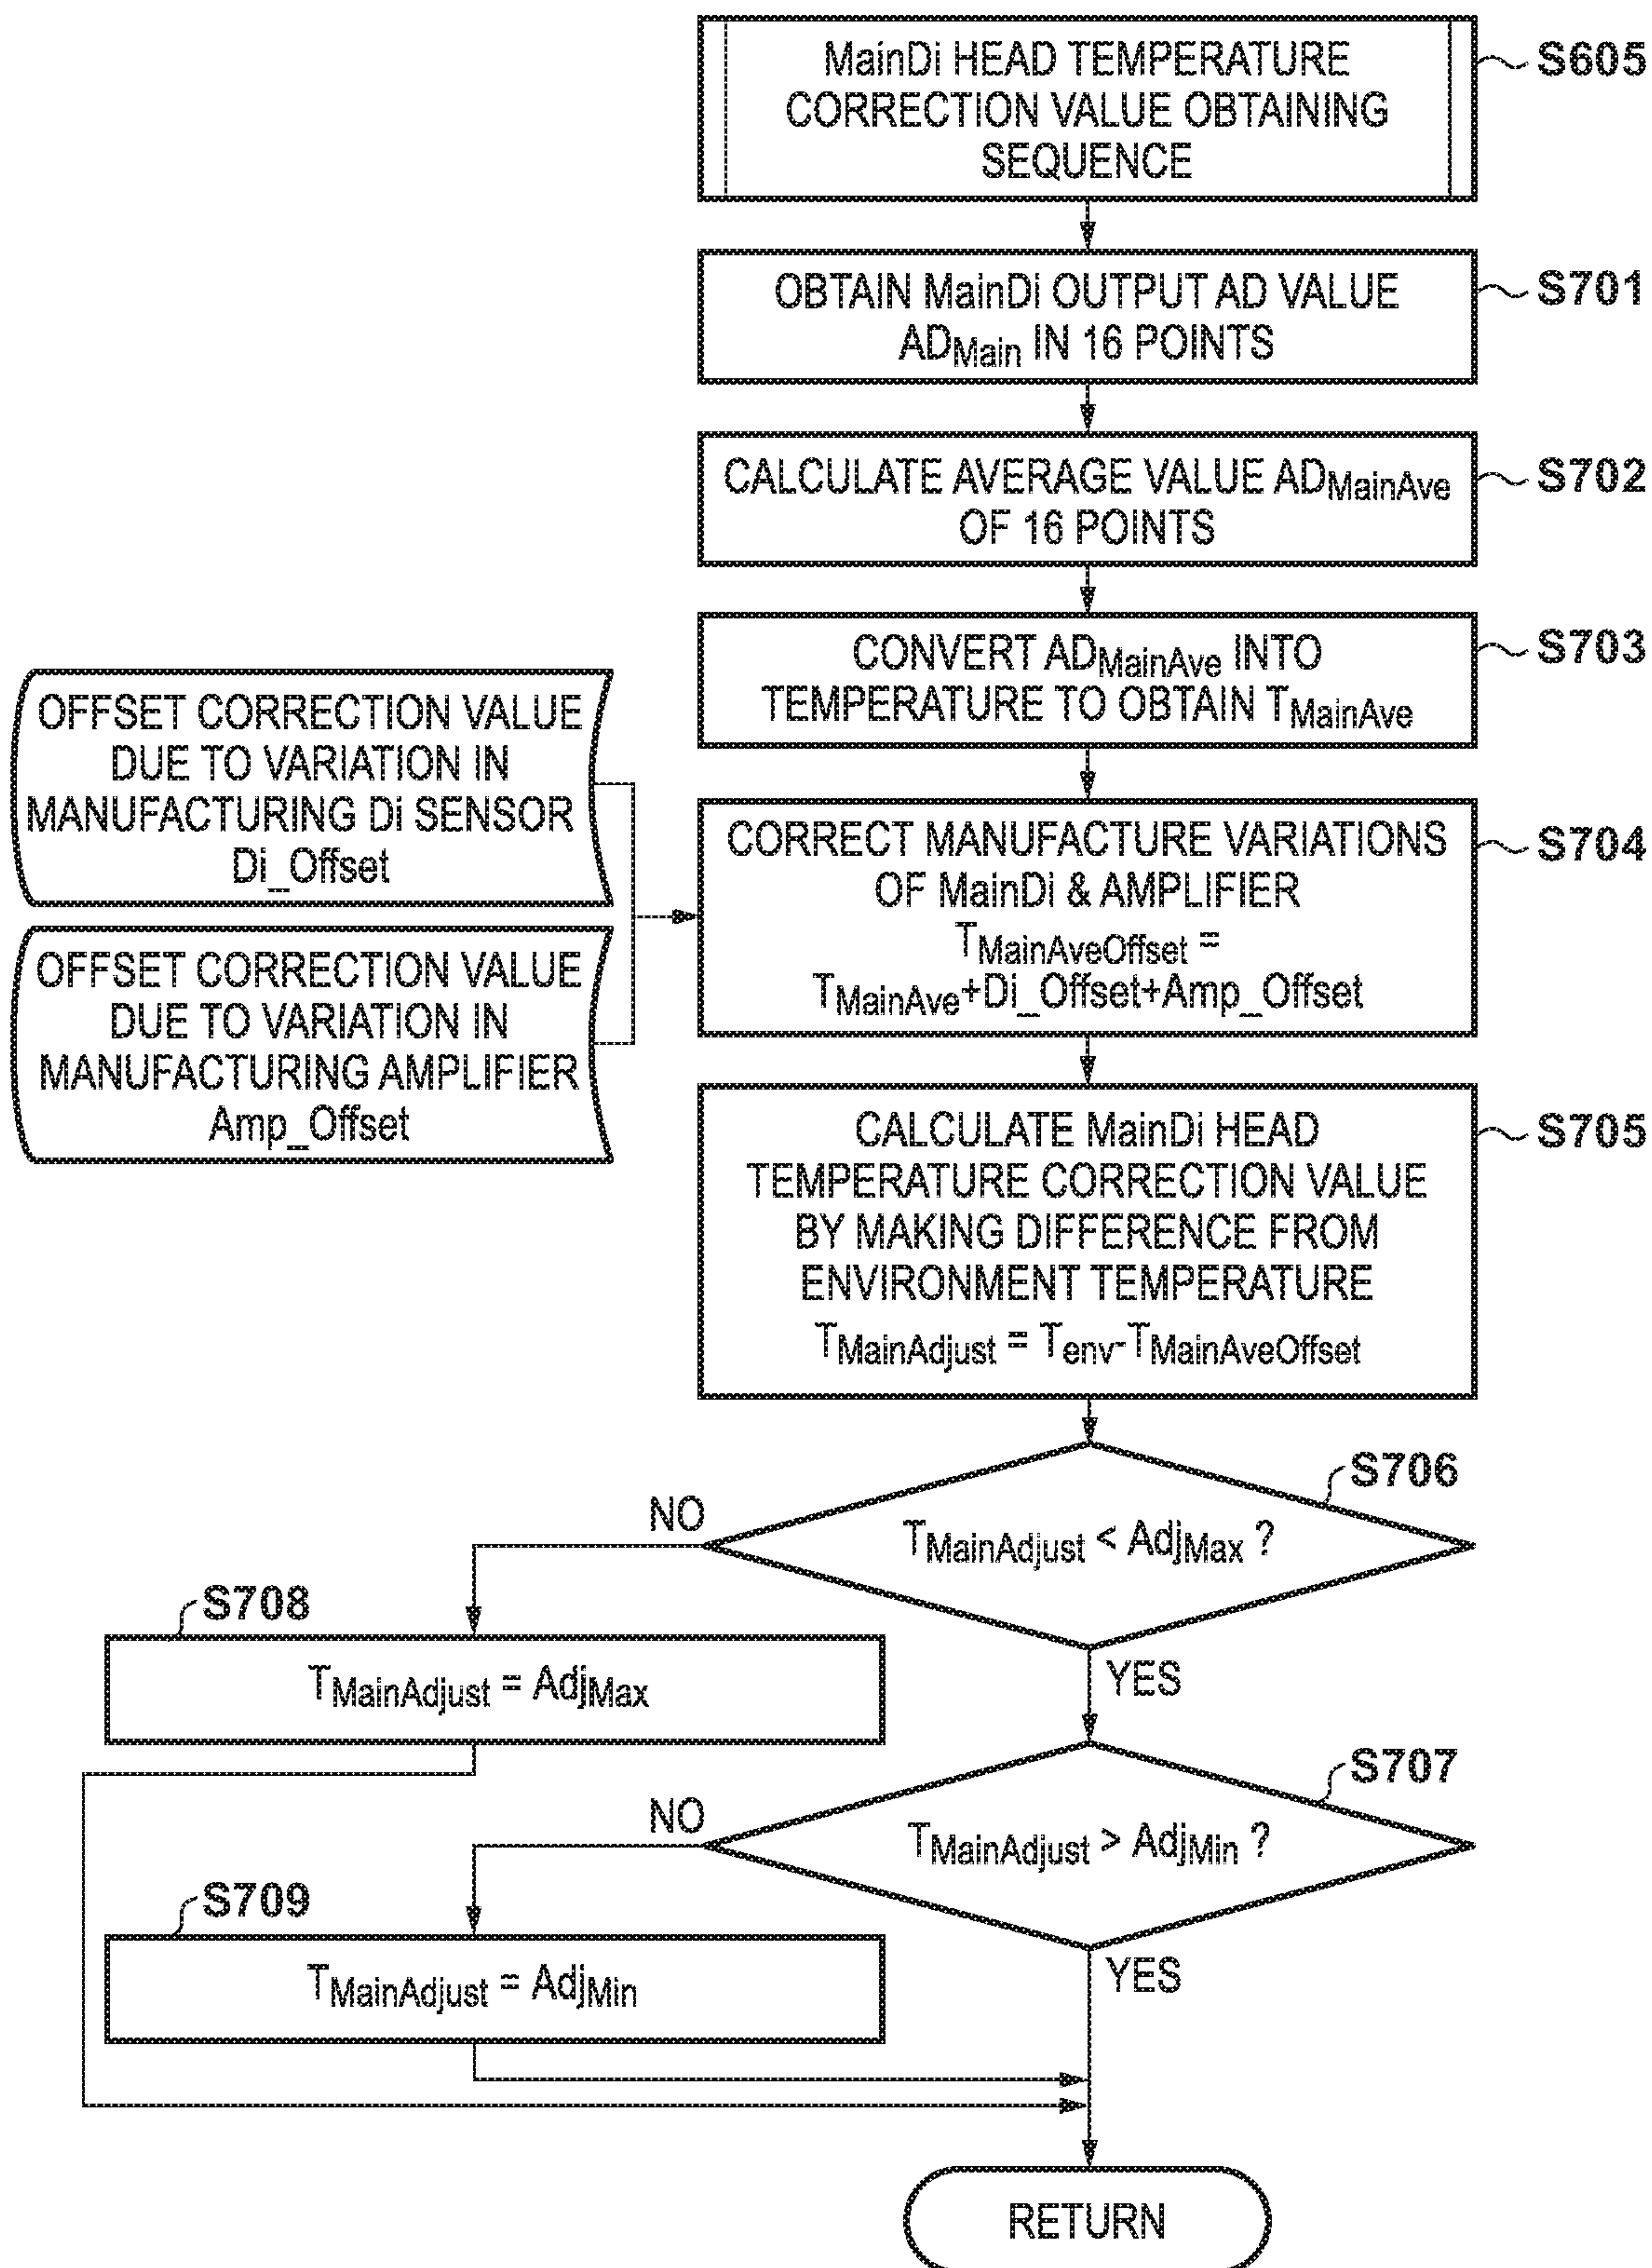 MainDi HEAD TEMPERATURE
CORRECTION VALUE OBTAINING
SEQUENCE
S605
OBTAIN MainDi OUTPUT AD VALUE
ADMain IN 16 POINTS
S701
CALCULATE AVERAGE VALUE ADMainAve
OF 16 POINTS
S702
CONVERT ADMainAve INTO
TEMPERATURE TO OBTAIN TMainAve
S703
OFFSET CORRECTION VALUE
DUE TO VARIATION IN
MANUFACTURING Di SENSOR
Di_Offset
OFFSET CORRECTION VALUE
DUE TO VARIATION IN
MANUFACTURING AMPLIFIER
Amp_Offset
CORRECT MANUFACTURE VARIATIONS
OF MainDi & AMPLIFIER
TMainAveOffset =
TMainAve+Di_Offset+Amp_Offset
S704
CALCULATE MainDi HEAD
TEMPERATURE CORRECTION VALUE
BY MAKING DIFFERENCE FROM
ENVIRONMENT TEMPERATURE
TMainAdjust = Tenv-TMainAveOffset
S705
S706
TMainAdjust < AdjMax ?
NO
YES
S708
TMainAdjust = AdjMax
S707
TMainAdjust > AdjMin ?
NO
YES
S709
TMainAdjust = AdjMin
RETURN